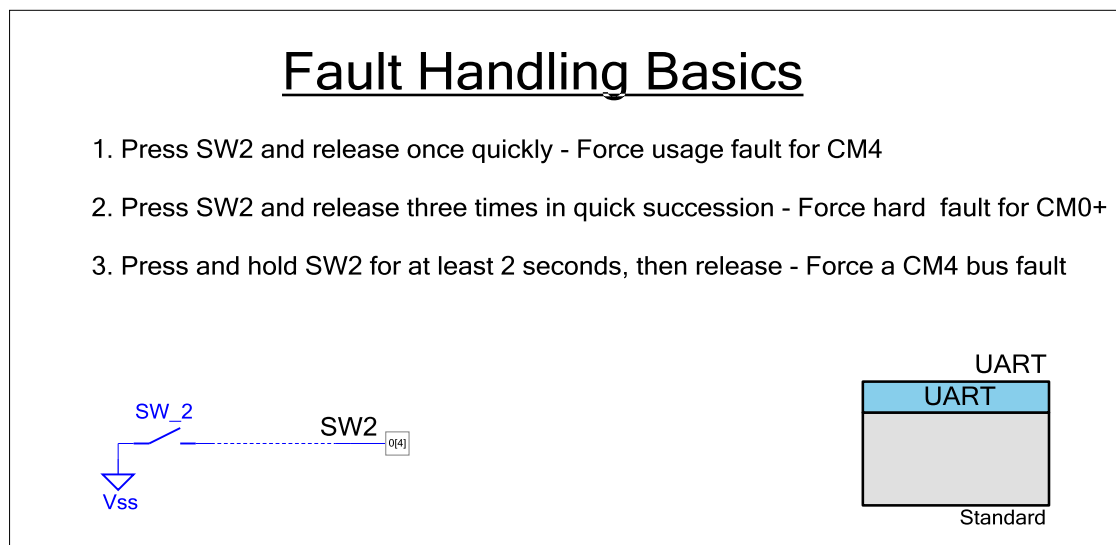 Fault Handling Basics
1. Press SW2 and release once quickly - Force usage fault for CM4
2. Press SW2 and release three times in quick succession - Force hard  fault for CM0+
3. Press and hold SW2 for at least 2 seconds, then release - Force a CM4 bus fault
UART
UART
SW_2
SW2
0[4]
Vss
Standard